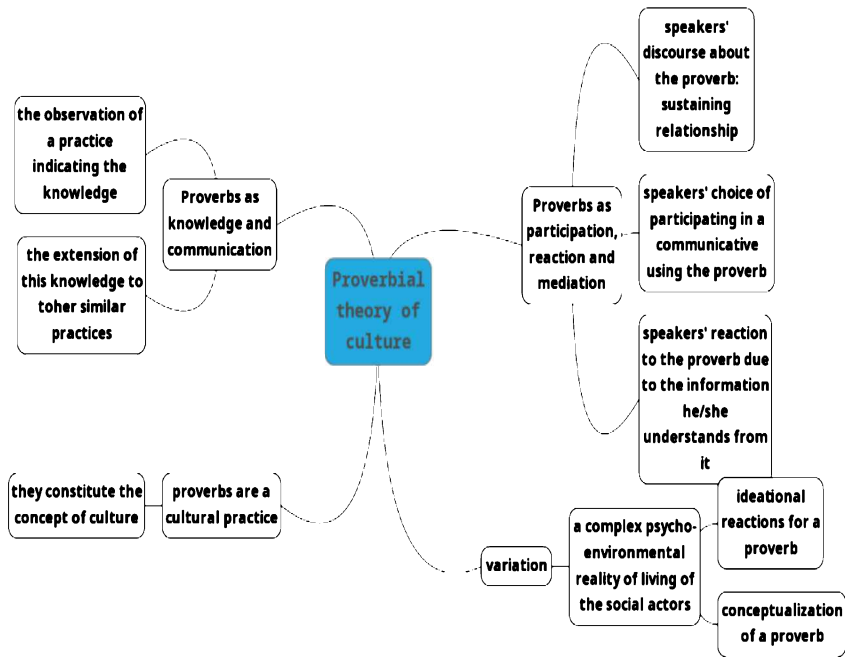 speakers'
discourse about
the proverb:
sustaining
relationship
the observation of
a practice
indicating the
knowledge
Proverbs as
knowledge and
communication
the extension of
this knowledge to
toher similar
practices
Proverbial
theory of
culture
Proverbs as
participation,
reaction and
mediation
speakers' choice of
participating in a
communicative
using the proverb
speakers' reaction
to the proverb due
to the information
he/she
understands from
it
they constitute the
concept of culture
proverbs are a
cultural practice
variation
a complex psycho-
environmental
reality of living of
the social actors
ideational
reactions for a
proverb
conceptualization
of a proverb